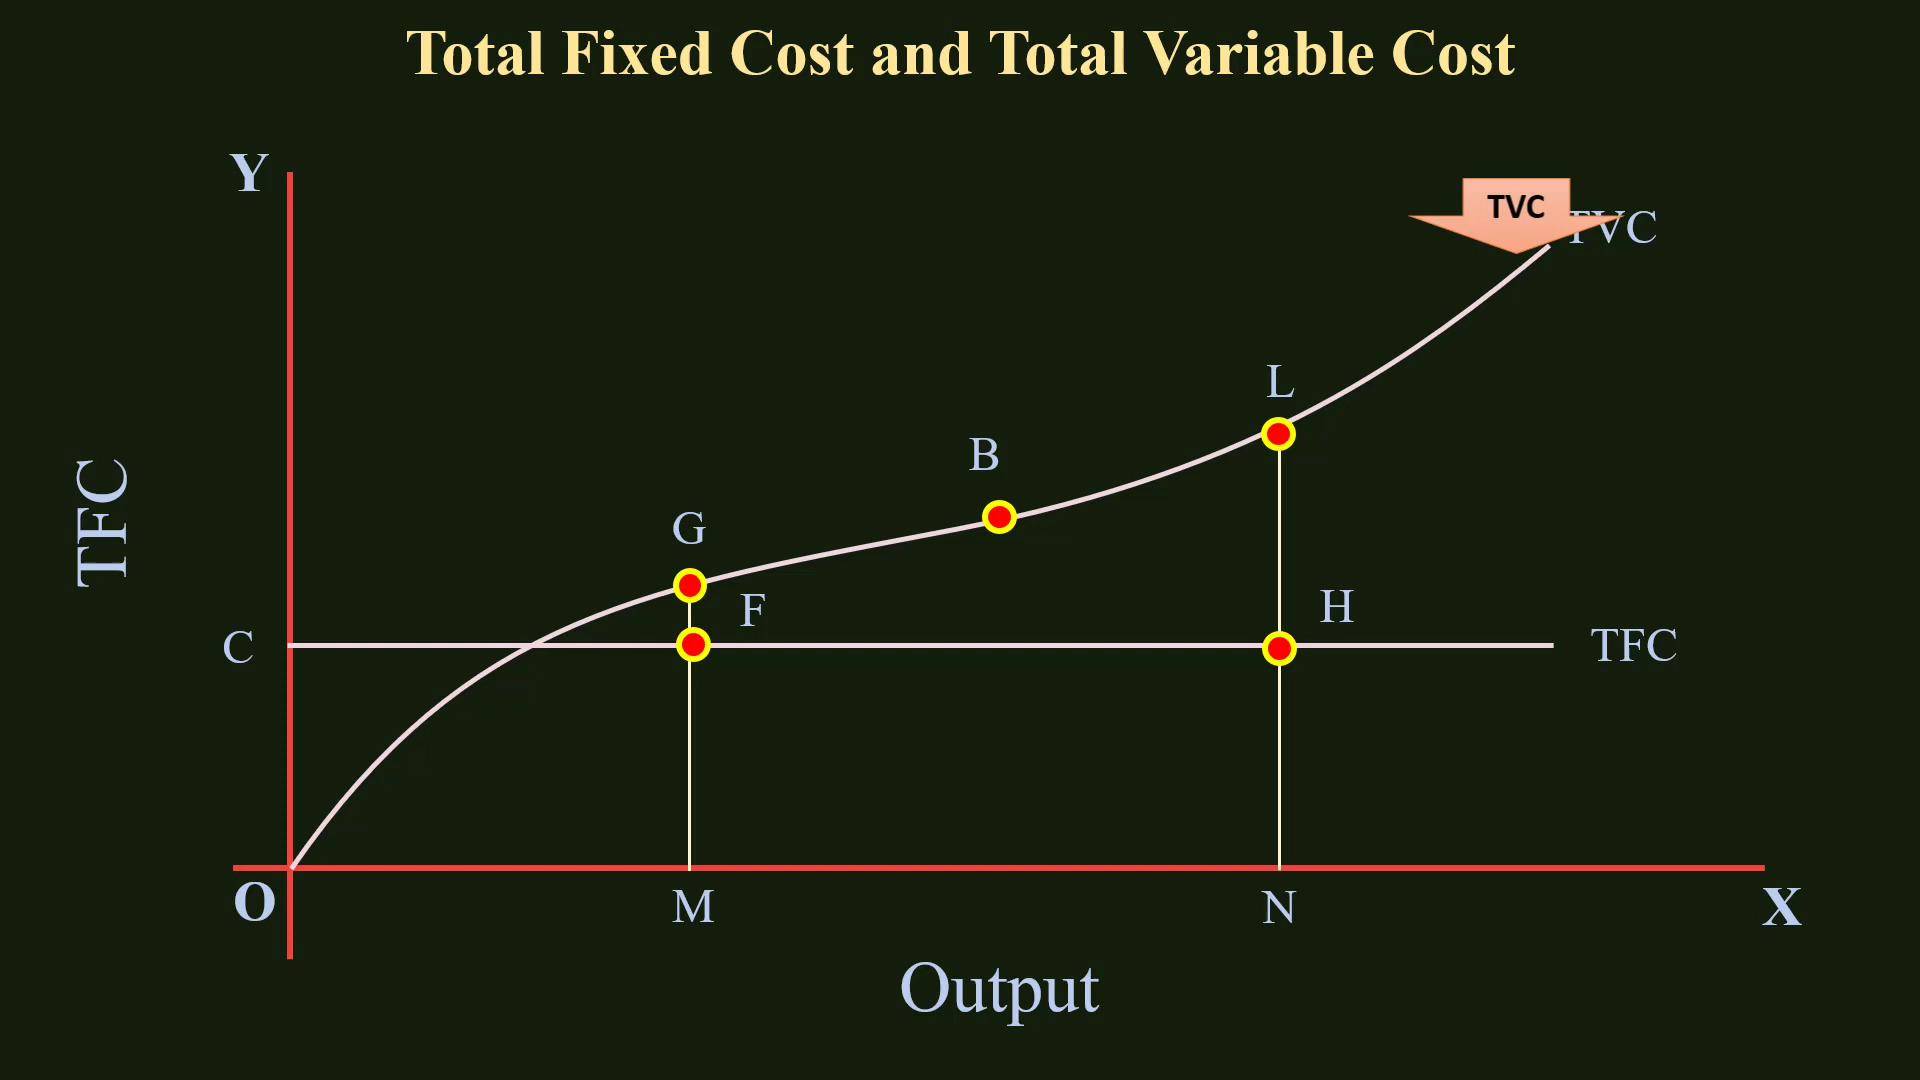 Total Fixed Cost and Total Variable Cost
Y
TVC
TVC
L
B
TFC
G
F
H
C
TFC
O
M
N
X
Output